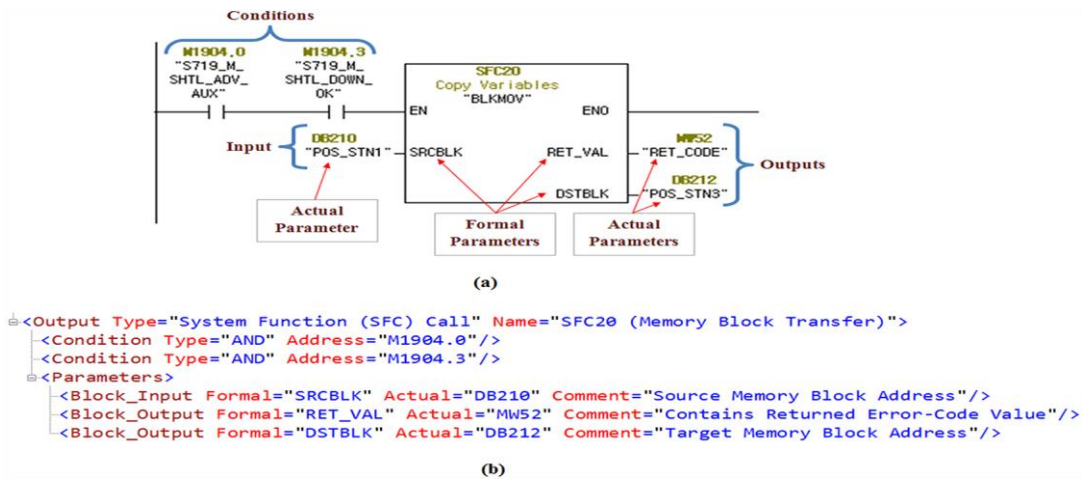 Conditions
M1904.0 M1904.3
"S719_M_ "S719_M_
SHTL_ADV_ SHTL_DOWN_
AUX" OK"
SFC20
Copy Variables
"BLKMOV"
EN ENO
Input
DB210
"POS_STN1" SRCBLK
RET_VAL
MW52
"RET_CODE"
Outputs
DSTBLK
DB212
"POS_STN3"
Actual
Parameter
Formal
Parameters
Actual
Parameters
(a)
<Output Type="System Function (SFC) Call" Name="SFC20 (Memory Block Transfer)">
<Condition Type="AND" Address="M1904.0"/>
<Condition Type="AND" Address="M1904.3"/>
<Parameters>
<Block_Input Formal="SRCBLK" Actual="DB210" Comment="Source Memory Block Address"/>
<Block_Output Formal="RET_VAL" Actual="MW52" Comment="Contains Returned Error-Code Value"/>
<Block_Output Formal="DSTBLK" Actual="DB212" Comment="Target Memory Block Address"/>
(b)